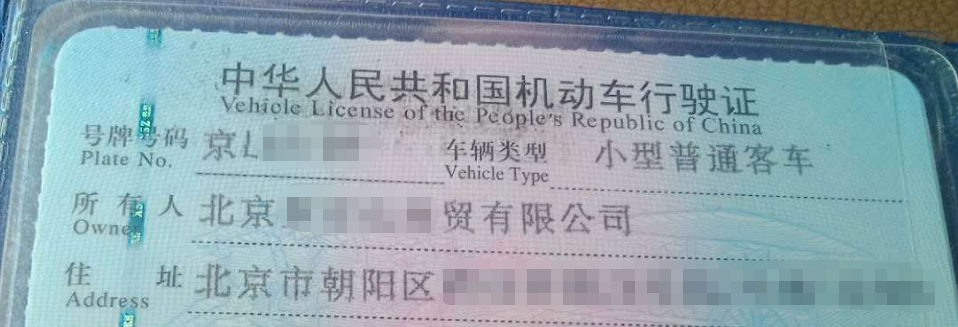 中华人民共和国机动车行驶证
Vehicle License of the People's Republic of China
号牌号码 京L 车辆类型 小型普通客车
Plate No. Vehicle Type
所有人 北京 贸有限公司
Owner
住址 北京市朝阳区
Address